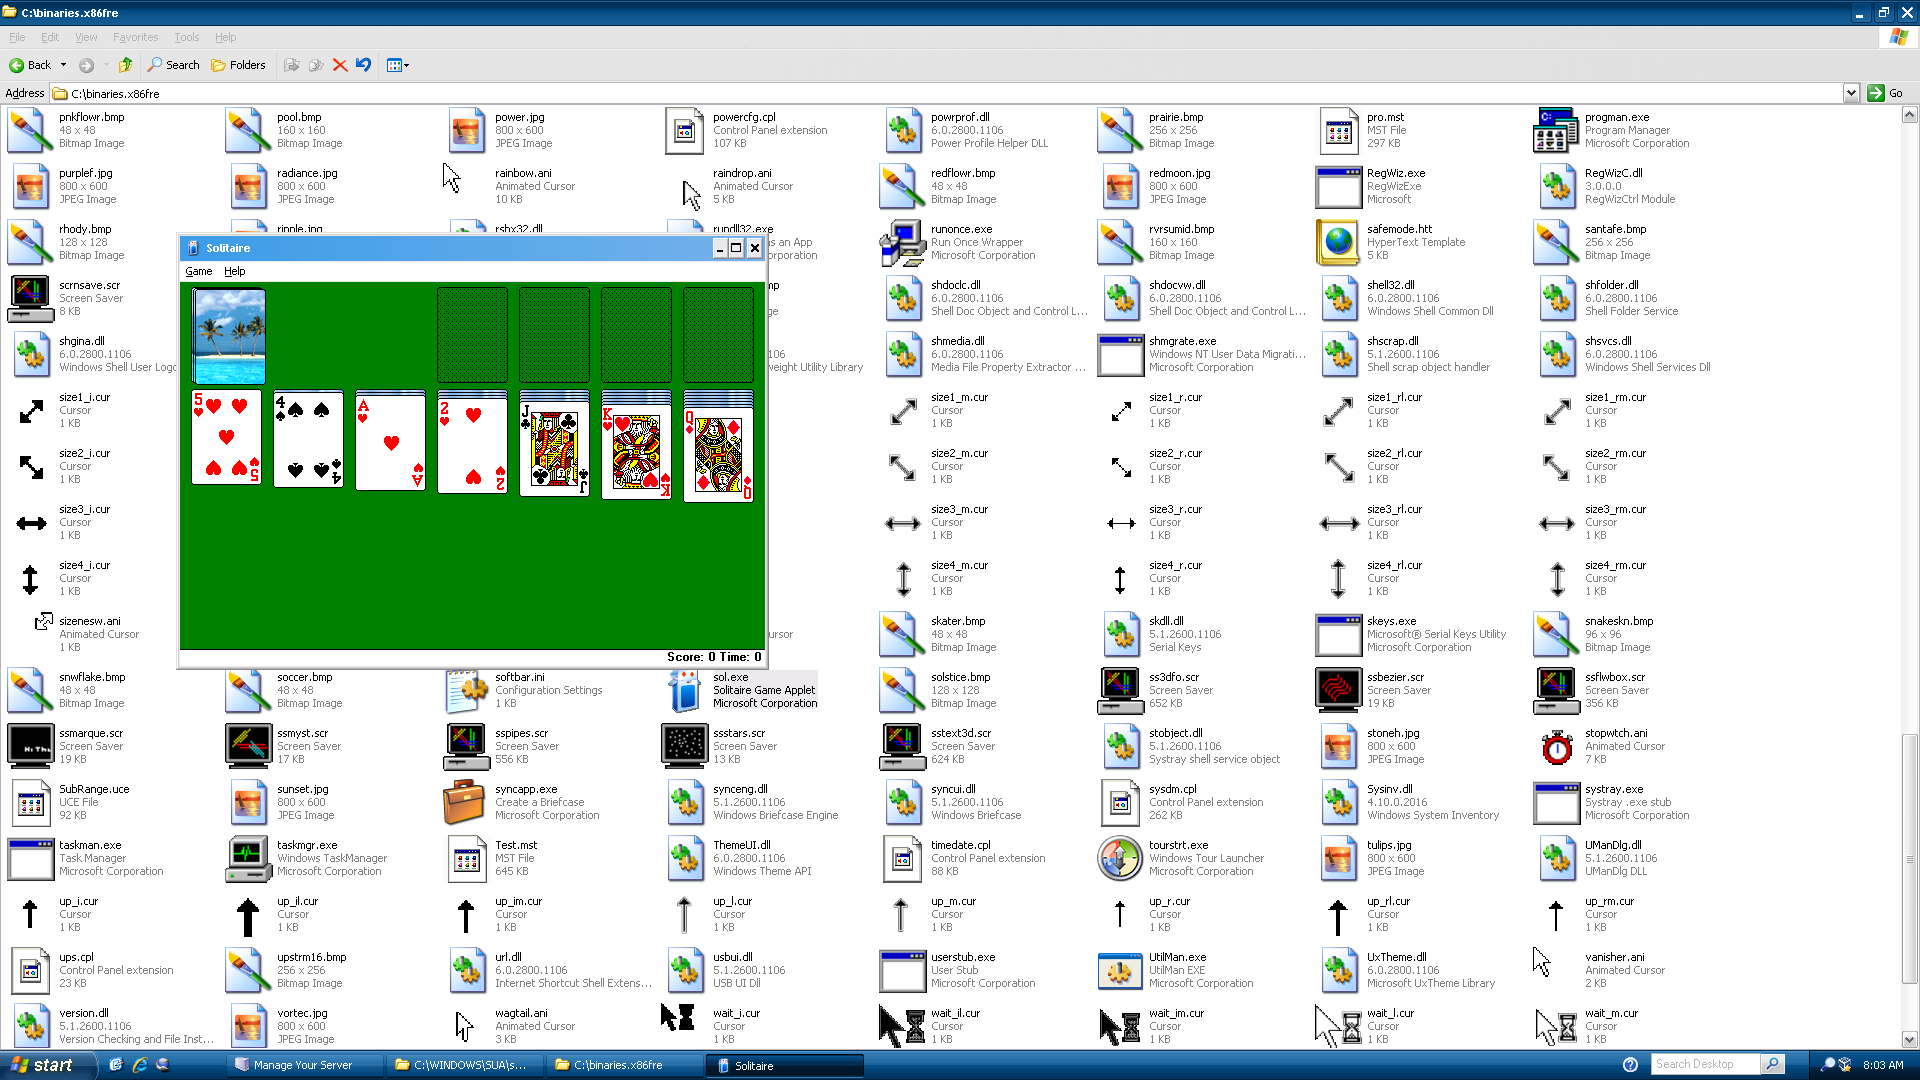 C:\binaries.x86fre
File Edit View Favorites Tools Help
Back Search Folders
Address C:\binaries.x86fre Go
pnkflowr.bmp
48 x 48
Bitmap Image
pool.bmp
160 x 160
Bitmap Image
power.jpg
800 x 600
JPEG Image
powercfg.cpl
Control Panel extension
107 KB
powrprof.dll
6.0.2800.1106
Power Profile Helper DLL
prairie.bmp
256 x 256
Bitmap Image
pro.mst
MST File
297 KB
progman.exe
Program Manager
Microsoft Corporation
purplef.jpg
800 x 600
JPEG Image
radiance.jpg
800 x 600
JPEG Image
rainbow.ani
Animated Cursor
10 KB
raindrop.ani
Animated Cursor
5 KB
redflowr.bmp
48 x 48
Bitmap Image
redmoon.jpg
800 x 600
JPEG Image
RegWiz.exe
RegWizExe
Microsoft
RegWizC.dll
3.0.0.0
RegWizCtrl Module
rhody.bmp
128 x 128
Bitmap Image
ripple.jpg
rshx32.dll
rundll32.exe
s an App
orporation
runonce.exe
Run Once Wrapper
Microsoft Corporation
rvrsumid.bmp
160 x 160
Bitmap Image
safemode.htt
HyperText Template
5 KB
santafe.bmp
256 x 256
Bitmap Image
Solitaire
Game Help
5
5
4
4
A
A
2
2
J
J
K
K
Q
Q
Score: 0 Time: 0
scrnsave.scr
Screen Saver
8 KB
mp
ge
shdoclc.dll
6.0.2800.1106
Shell Doc Object and Control L...
shdocvw.dll
6.0.2800.1106
Shell Doc Object and Control L...
shell32.dll
6.0.2800.1106
Windows Shell Common Dll
shfolder.dll
6.0.2800.1106
Shell Folder Service
shgina.dll
6.0.2800.1106
Windows Shell User Logo
.1106
weight Utility Library
shmedia.dll
6.0.2800.1106
Media File Property Extractor ...
shmgrate.exe
Windows NT User Data Migrati...
Microsoft Corporation
shscrap.dll
5.1.2600.1106
Shell scrap object handler
shsvcs.dll
6.0.2800.1106
Windows Shell Services Dll
size1_i.cur
Cursor
1 KB
size1_m.cur
Cursor
1 KB
size1_r.cur
Cursor
1 KB
size1_rl.cur
Cursor
1 KB
size1_rm.cur
Cursor
1 KB
size2_i.cur
Cursor
1 KB
size2_m.cur
Cursor
1 KB
size2_r.cur
Cursor
1 KB
size2_rl.cur
Cursor
1 KB
size2_rm.cur
Cursor
1 KB
size3_i.cur
Cursor
1 KB
size3_m.cur
Cursor
1 KB
size3_r.cur
Cursor
1 KB
size3_rl.cur
Cursor
1 KB
size3_rm.cur
Cursor
1 KB
size4_i.cur
Cursor
1 KB
size4_m.cur
Cursor
1 KB
size4_r.cur
Cursor
1 KB
size4_rl.cur
Cursor
1 KB
size4_rm.cur
Cursor
1 KB
sizenesw.ani
Animated Cursor
1 KB
ursor
skater.bmp
48 x 48
Bitmap Image
skdll.dll
5.1.2600.1106
Serial Keys
skeys.exe
Microsoft® Serial Keys Utility
Microsoft Corporation
snakeskn.bmp
96 x 96
Bitmap Image
snwflake.bmp
48 x 48
Bitmap Image
soccer.bmp
48 x 48
Bitmap Image
softbar.ini
Configuration Settings
1 KB
sol.exe
Solitaire Game Applet
Microsoft Corporation
solstice.bmp
128 x 128
Bitmap Image
ss3dfo.scr
Screen Saver
652 KB
ssbezier.scr
Screen Saver
19 KB
ssflwbox.scr
Screen Saver
356 KB
ssmarque.scr
Screen Saver
19 KB
ssmyst.scr
Screen Saver
17 KB
sspipes.scr
Screen Saver
556 KB
ssstars.scr
Screen Saver
13 KB
sstext3d.scr
Screen Saver
624 KB
stobject.dll
5.1.2600.1106
Systray shell service object
stoneh.jpg
800 x 600
JPEG Image
stopwtch.ani
Animated Cursor
7 KB
SubRange.uce
UCE File
92 KB
sunset.jpg
800 x 600
JPEG Image
syncapp.exe
Create a Briefcase
Microsoft Corporation
synceng.dll
5.1.2600.1106
Windows Briefcase Engine
syncui.dll
5.1.2600.1106
Windows Briefcase
sysdm.cpl
Control Panel extension
262 KB
Sysinv.dll
4.10.0.2016
Windows System Inventory
systray.exe
Systray .exe stub
Microsoft Corporation
taskman.exe
Task Manager
Microsoft Corporation
taskmgr.exe
Windows TaskManager
Microsoft Corporation
Test.mst
MST File
645 KB
ThemeUI.dll
6.0.2800.1106
Windows Theme API
timedate.cpl
Control Panel extension
88 KB
tourstrt.exe
Windows Tour Launcher
Microsoft Corporation
tulips.jpg
800 x 600
JPEG Image
UManDlg.dll
5.1.2600.1106
UManDlg DLL
up_i.cur
Cursor
1 KB
up_il.cur
Cursor
1 KB
up_im.cur
Cursor
1 KB
up_l.cur
Cursor
1 KB
up_m.cur
Cursor
1 KB
up_r.cur
Cursor
1 KB
up_rl.cur
Cursor
1 KB
up_rm.cur
Cursor
1 KB
ups.cpl
Control Panel extension
23 KB
upstrm16.bmp
256 x 256
Bitmap Image
url.dll
6.0.2800.1106
Internet Shortcut Shell Extens...
usbui.dll
5.1.2600.1106
USB UI Dll
userstub.exe
User Stub
Microsoft Corporation
UtilMan.exe
UtilMan EXE
Microsoft Corporation
UxTheme.dll
6.0.2800.1106
Microsoft UxTheme Library
vanisher.ani
Animated Cursor
2 KB
version.dll
5.1.2600.1106
Version Checking and File Inst...
vortec.jpg
800 x 600
JPEG Image
wagtail.ani
Animated Cursor
3 KB
wait_i.cur
Cursor
1 KB
wait_il.cur
Cursor
1 KB
wait_im.cur
Cursor
1 KB
wait_l.cur
Cursor
1 KB
wait_m.cur
Cursor
1 KB
start Manage Your Server C:\WINDOWS\SUA\s... C:\binaries.x86fre Solitaire Search Desktop 8:03 AM